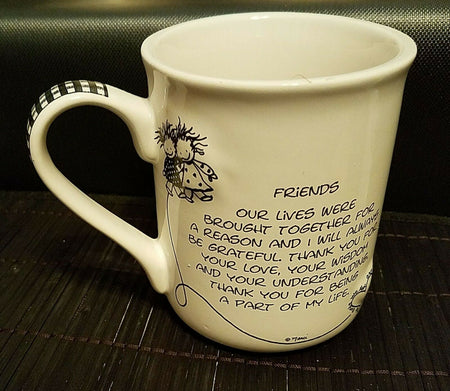 FRiENDS
OUR LiVES WERE
BROUGHT TOGETHER FOR
A REASON AND I WiLL ALWAYS
BE GRATEFUL. THANK YOU FOR
YOUR LOVE, YOUR WiSDOM
AND YOUR UNDERSTANDiNG.
THANK YOU FOR BEiNG
A PART OF MY LiFE.